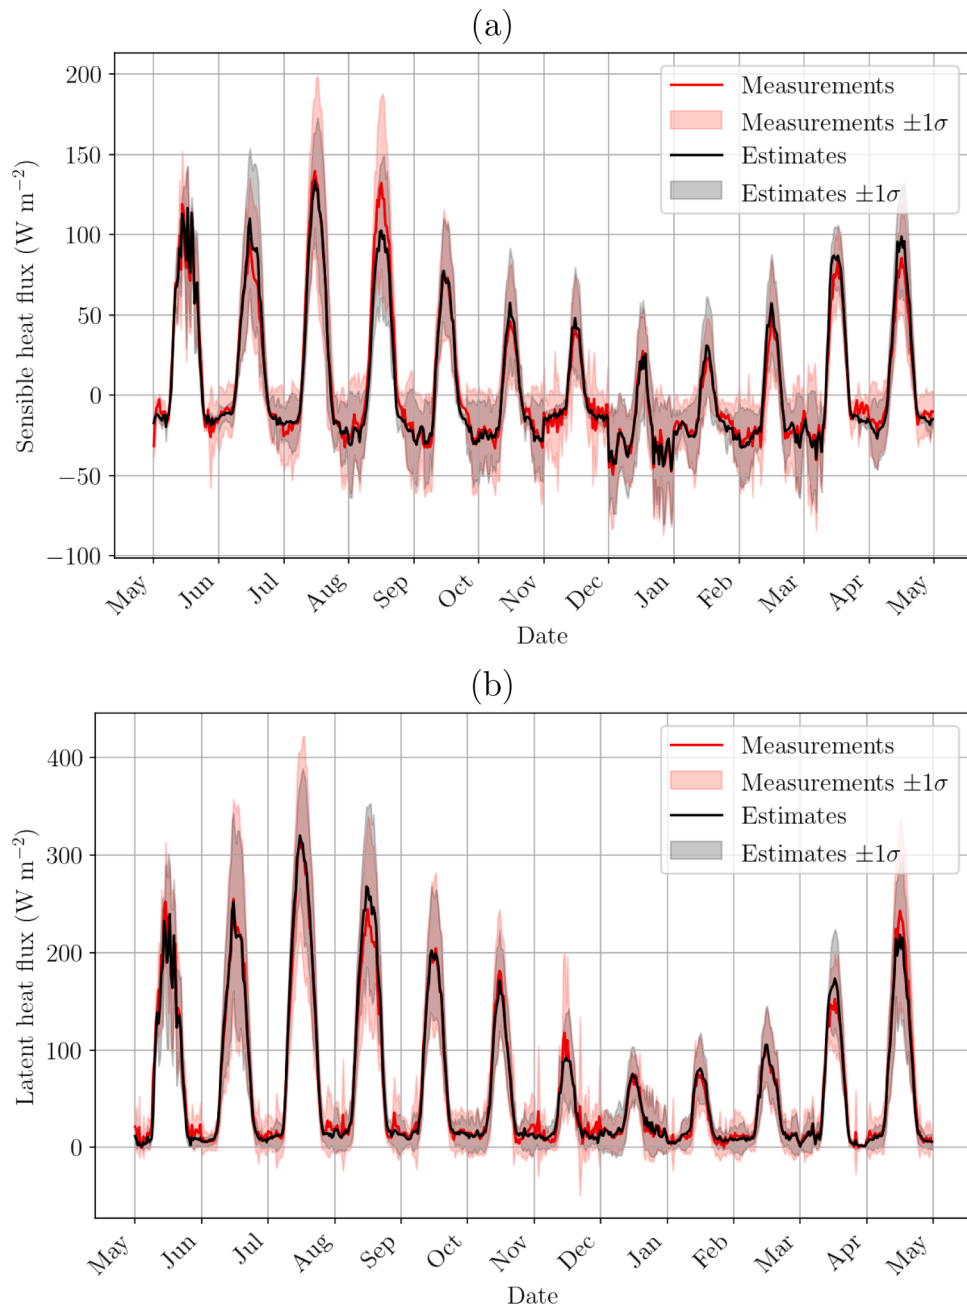 (a)
200
150
100
50
0
−50
−100
Sensible heat flux (W m⁻²)
Measurements
Measurements ±1σ
Estimates
Estimates ±1σ
May Jun Jul Aug Sep Oct Nov Dec Jan Feb Mar Apr May
Date
(b)
400
300
200
100
0
Latent heat flux (W m⁻²)
Measurements
Measurements ±1σ
Estimates
Estimates ±1σ
May Jun Jul Aug Sep Oct Nov Dec Jan Feb Mar Apr May
Date